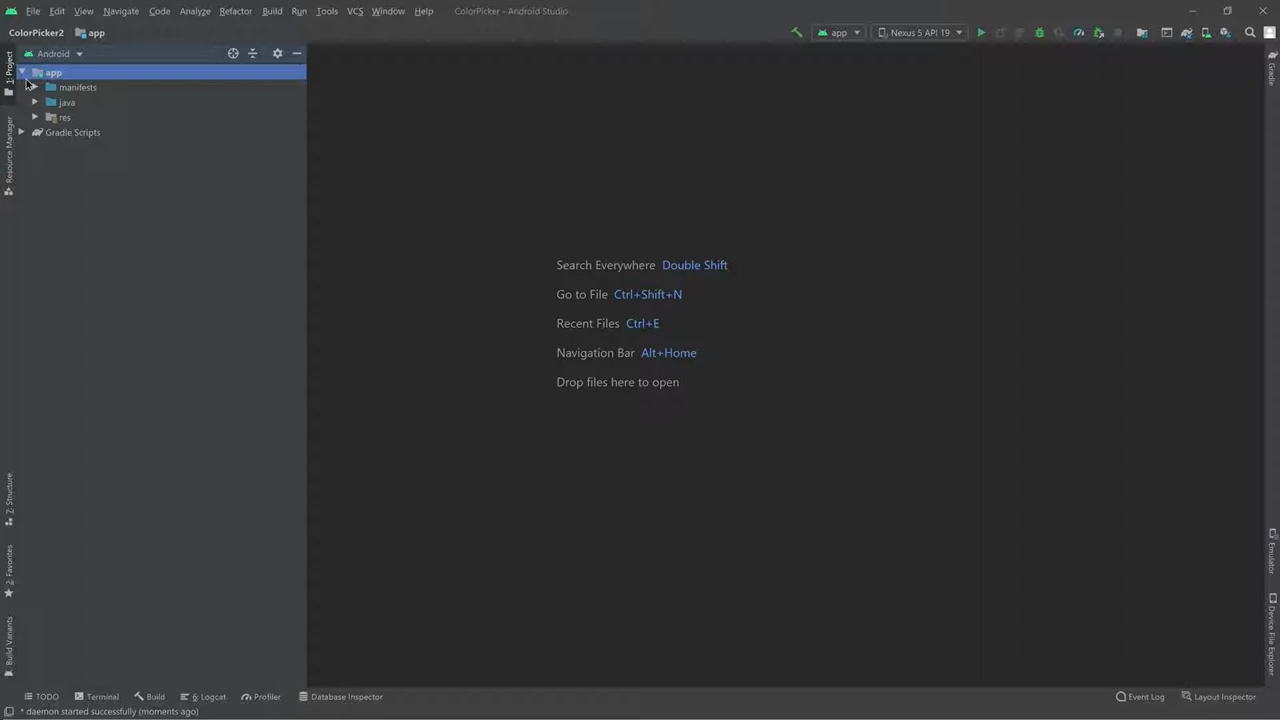 File Edit View Navigate Code Analyze Refactor Build Run Tools VCS Window Help ColorPicker - Android Studio
ColorPicker2 app app Nexus 5 API 19
Android
app
manifests
java
res
Gradle Scripts
1: Project
Resource Manager
Z: Structure
2: Favorites
Build Variants
Search Everywhere Double Shift
Go to File Ctrl+Shift+N
Recent Files Ctrl+E
Navigation Bar Alt+Home
Drop files here to open
Gradle
Emulator
Device File Explorer
TODO Terminal Build 6: Logcat Profiler Database Inspector Event Log Layout Inspector
* daemon started successfully (moments ago)